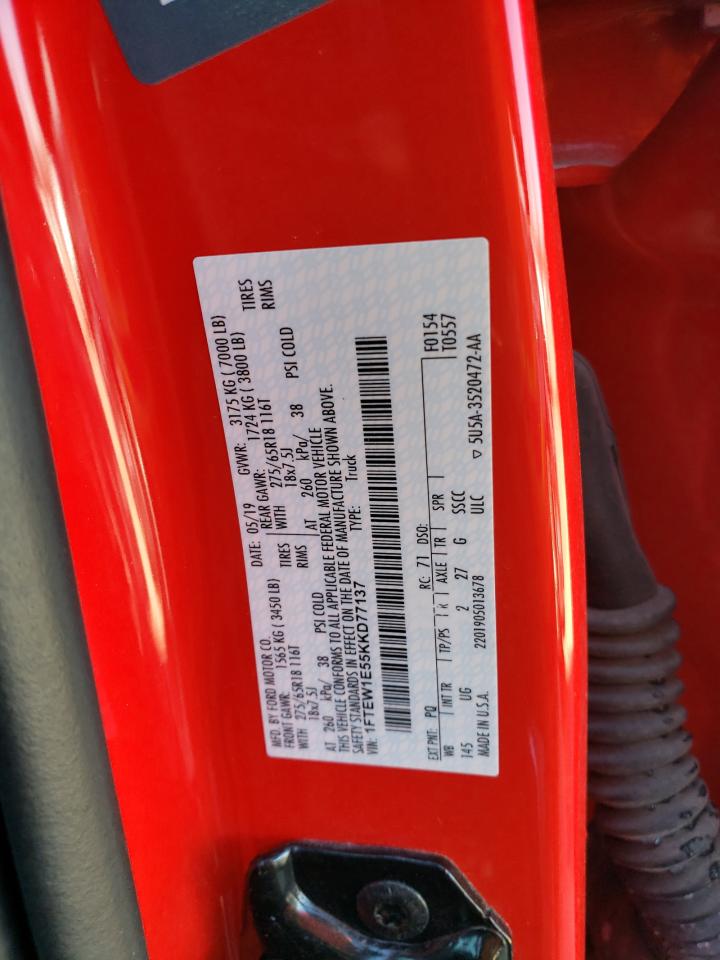 MFD. BY FORD MOTOR CO.
DATE: 05/19 GVWR: 3175 KG ( 7000 LB)
FRONT GAWR: 1565 KG ( 3450 LB) REAR GAWR: 1724 KG ( 3800 LB)
WITH 275/65R18 116T TIRES WITH 275/65R18 116T TIRES
18x7.5J RIMS 18x7.5J RIMS
AT 260 kPa/ 38 PSI COLD AT 260 kPa/ 38 PSI COLD
THIS VEHICLE CONFORMS TO ALL APPLICABLE FEDERAL MOTOR VEHICLE
SAFETY STANDARDS IN EFFECT ON THE DATE OF MANUFACTURE SHOWN ABOVE.
VIN: 1FTEW1E55KKD77137 TYPE: Truck
EXT PNT: PQ RC: 71 DSO: F0154
WB INT TR TP/PS R AXLE TR SPR T0557
145 UG 2 27 G SSCC
MADE IN U.S.A. 2201905013678 ULC ▽ 5U5A-3520472-AA